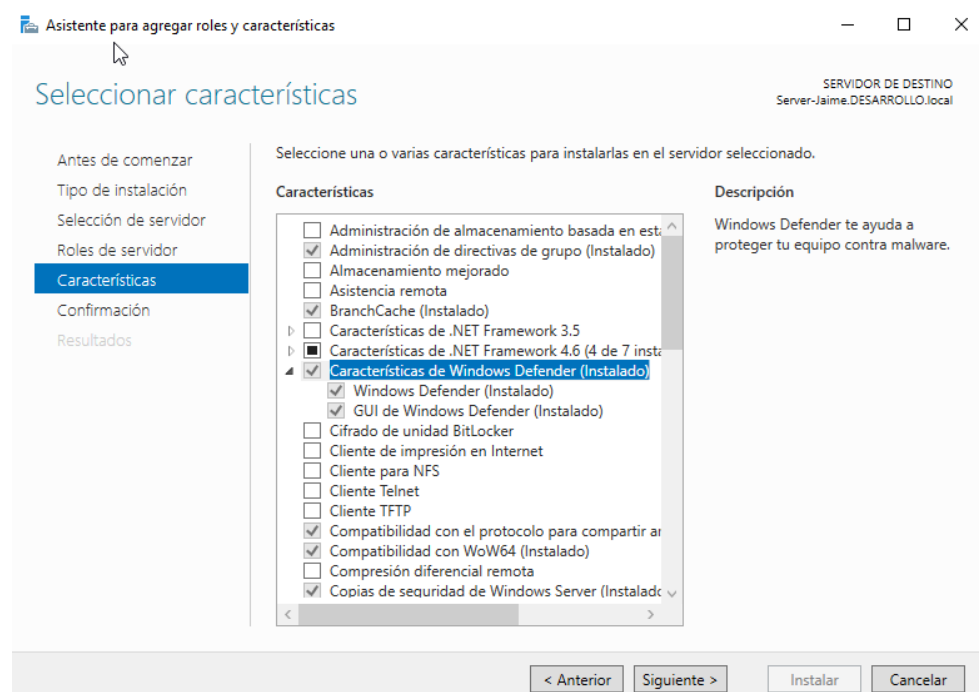 Asistente para agregar roles y características
Seleccionar características
SERVIDOR DE DESTINO
Server-Jaime.DESARROLLO.local
Antes de comenzar
Tipo de instalación
Selección de servidor
Roles de servidor
Características
Confirmación
Resultados
Seleccione una o varias características para instalarlas en el servidor seleccionado.
Características
Administración de almacenamiento basada en está
Administración de directivas de grupo (Instalado)
Almacenamiento mejorado
Asistencia remota
BranchCache (Instalado)
Características de .NET Framework 3.5
Características de .NET Framework 4.6 (4 de 7 insta
Características de Windows Defender (Instalado)
Windows Defender (Instalado)
GUI de Windows Defender (Instalado)
Cifrado de unidad BitLocker
Cliente de impresión en Internet
Cliente para NFS
Cliente Telnet
Cliente TFTP
Compatibilidad con el protocolo para compartir ar
Compatibilidad con WoW64 (Instalado)
Compresión diferencial remota
Copias de seguridad de Windows Server (Instalado
Descripción
Windows Defender te ayuda a
proteger tu equipo contra malware.
< Anterior
Siguiente >
Instalar
Cancelar